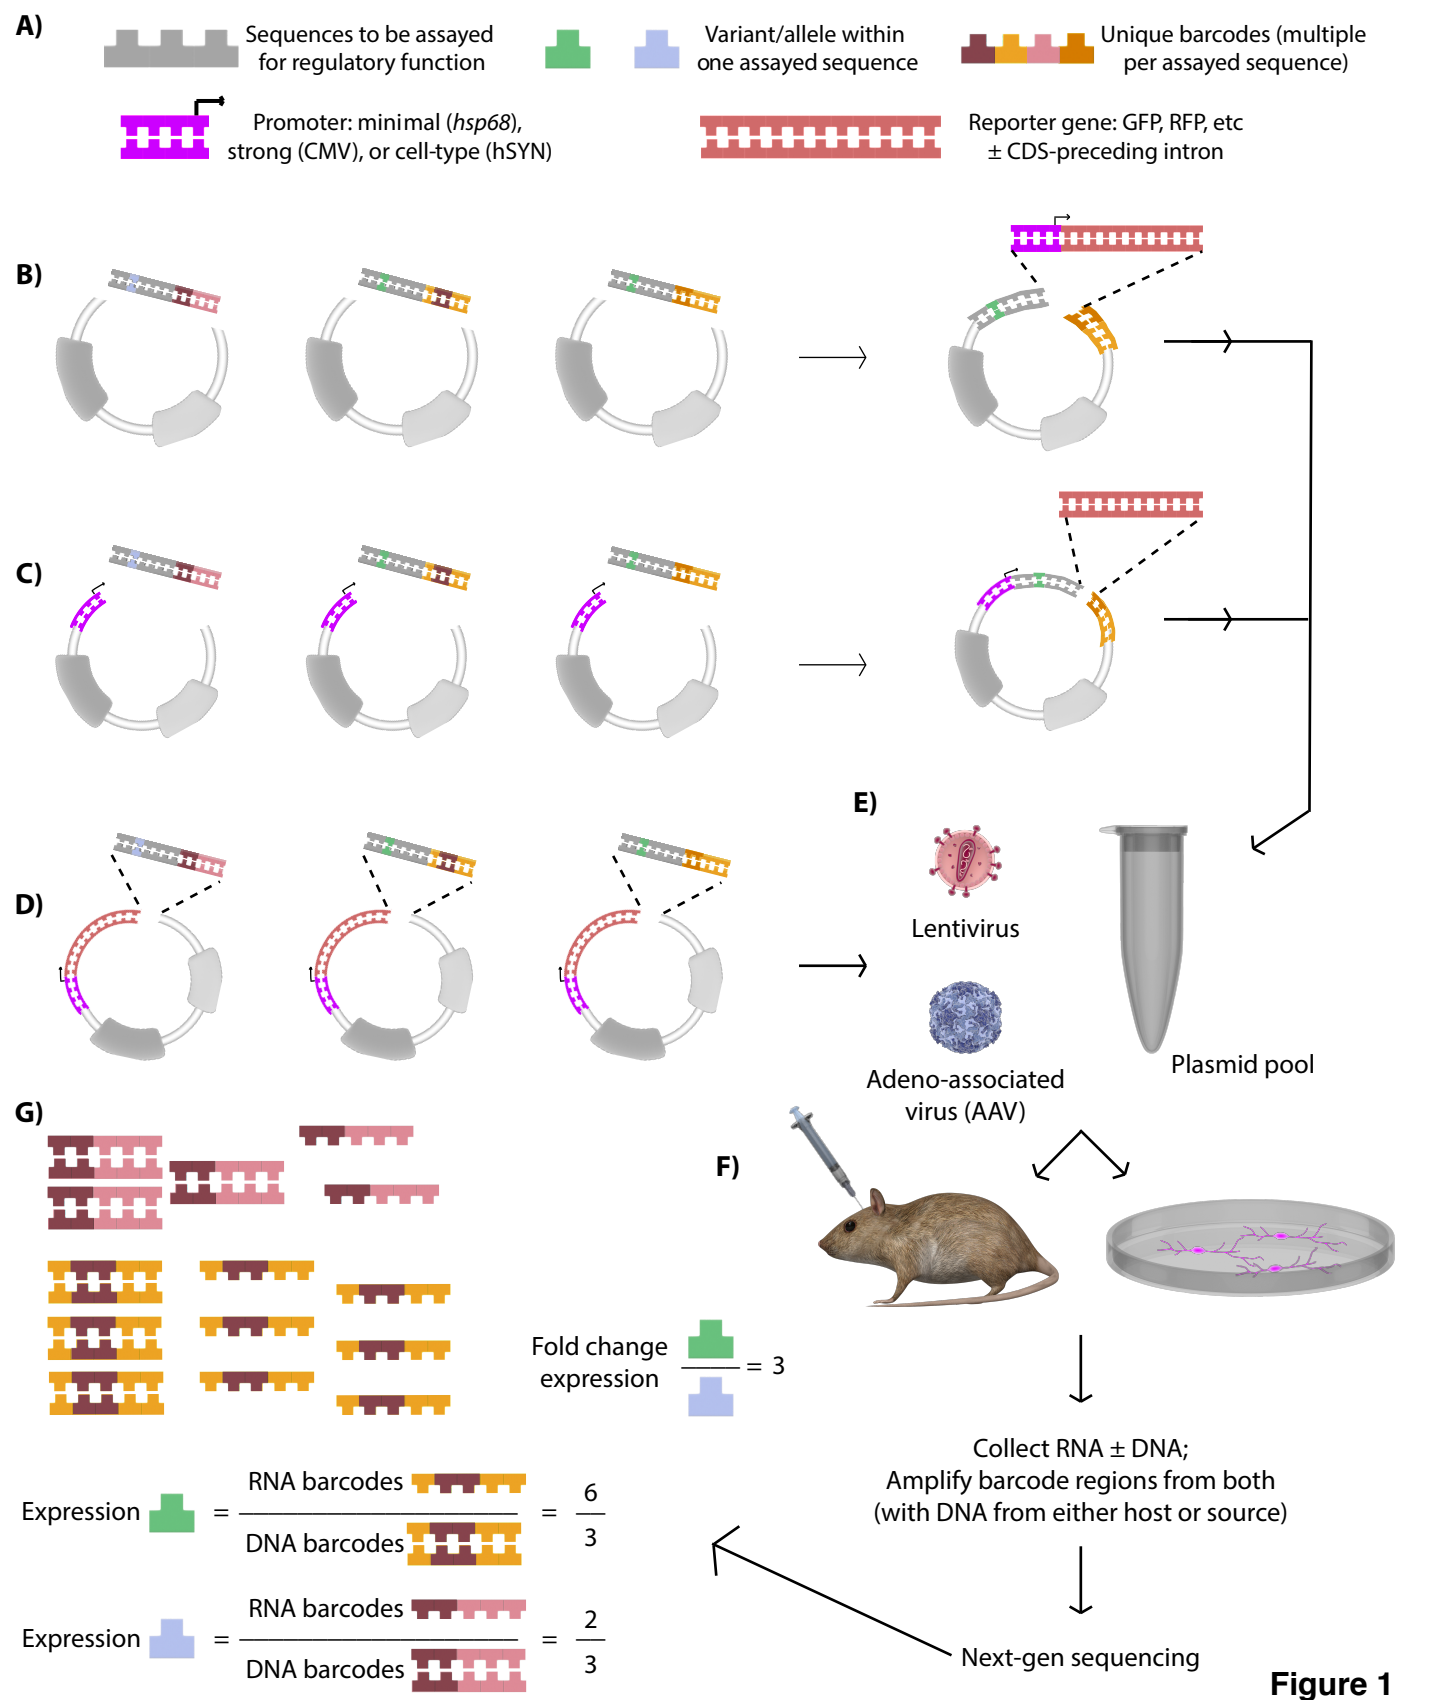 A)
Sequences to be assayed
for regulatory function
Variant/allele within
one assayed sequence
Unique barcodes (multiple
per assayed sequence)
Promoter: minimal (hsp68),
strong (CMV), or cell-type (hSYN)
Reporter gene: GFP, RFP, etc
± CDS-preceding intron
B)
C)
D)
E)
Lentivirus
Adeno-associated
virus (AAV)
Plasmid pool
F)
Collect RNA ± DNA;
Amplify barcode regions from both
(with DNA from either host or source)
Next-gen sequencing
G)
Fold change
expression
= 3
Expression = RNA barcodes = 6
DNA barcodes 3
Expression = RNA barcodes = 2
DNA barcodes 3
Figure 1